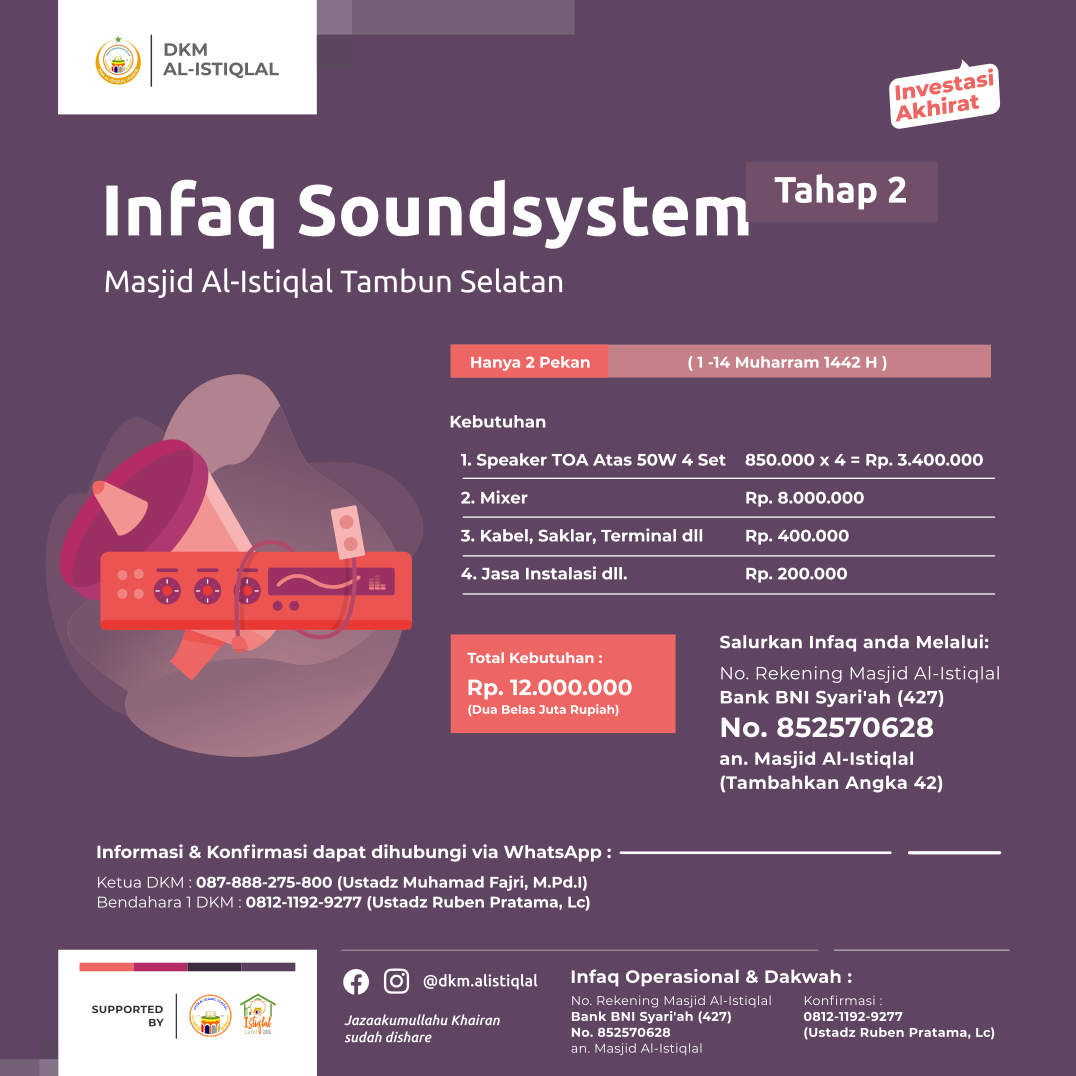 DKM
AL-ISTIQLAL
Investasi
Akhirat
Infaq Soundsystem
Tahap 2
Masjid Al-Istiqlal Tambun Selatan
Hanya 2 Pekan ( 1 -14 Muharram 1442 H )
Kebutuhan
1. Speaker TOA Atas 50W 4 Set 850.000 x 4 = Rp. 3.400.000
2. Mixer Rp. 8.000.000
3. Kabel, Saklar, Terminal dll Rp. 400.000
4. Jasa Instalasi dll. Rp. 200.000
Total Kebutuhan :
Rp. 12.000.000
(Dua Belas Juta Rupiah)
Salurkan Infaq anda Melalui:
No. Rekening Masjid Al-Istiqlal
Bank BNI Syari'ah (427)
No. 852570628
an. Masjid Al-Istiqlal
(Tambahkan Angka 42)
Informasi & Konfirmasi dapat dihubungi via WhatsApp :
Ketua DKM : 087-888-275-800 (Ustadz Muhamad Fajri, M.Pd.I)
Bendahara 1 DKM : 0812-1192-9277 (Ustadz Ruben Pratama, Lc)
SUPPORTED
BY
Istiqlal
Land
@dkm.alistiqlal
Jazaakumullahu Khairan
sudah dishare
Infaq Operasional & Dakwah :
No. Rekening Masjid Al-Istiqlal
Bank BNI Syari'ah (427)
No. 852570628
an. Masjid Al-Istiqlal
Konfirmasi :
0812-1192-9277
(Ustadz Ruben Pratama, Lc)